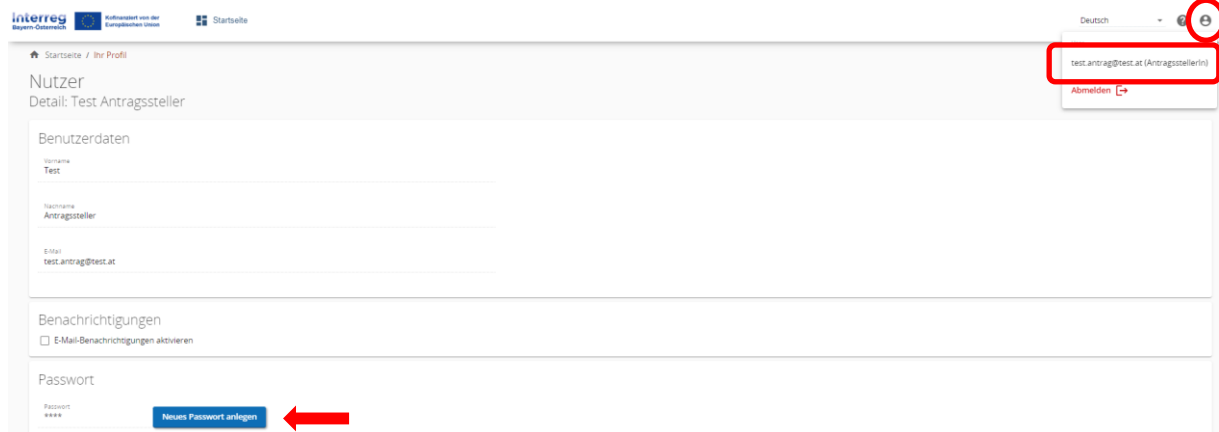 Interreg
Bayern-Österreich
Kofinanziert von der
Europäischen Union
Startseite
Deutsch
Startseite / Ihr Profil
test.antrag@test.at (AntragsstellerIn)
Abmelden
Nutzer
Detail: Test Antragssteller
Benutzerdaten
Vorname
Test
Nachname
Antragssteller
E-Mail
test.antrag@test.at
Benachrichtigungen
E-Mail-Benachrichtigungen aktivieren
Passwort
Passwort
****
Neues Passwort anlegen